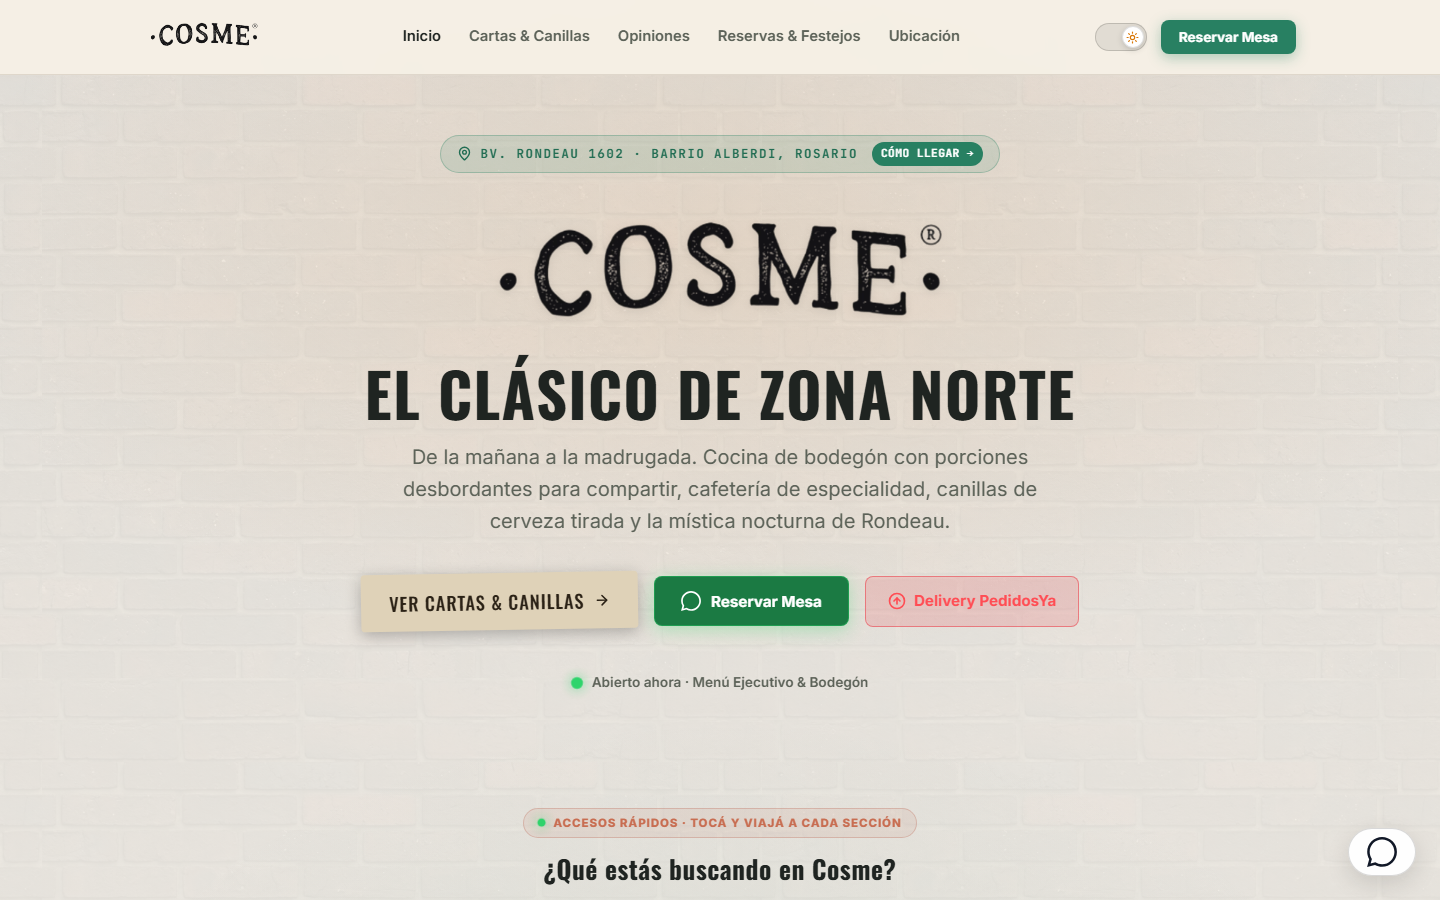 ·COSME·®
Inicio
Cartas & Canillas
Opiniones
Reservas & Festejos
Ubicación
Reservar Mesa
BV. RONDEAU 1602 · BARRIO ALBERDI, ROSARIO
CÓMO LLEGAR →
·COSME·®
EL CLÁSICO DE ZONA NORTE
De la mañana a la madrugada. Cocina de bodegón con porciones
desbordantes para compartir, cafetería de especialidad, canillas de
cerveza tirada y la mística nocturna de Rondeau.
VER CARTAS & CANILLAS →
Reservar Mesa
Delivery PedidosYa
Abierto ahora · Menú Ejecutivo & Bodegón
ACCESOS RÁPIDOS · TOCÁ Y VIAJÁ A CADA SECCIÓN
¿Qué estás buscando en Cosme?